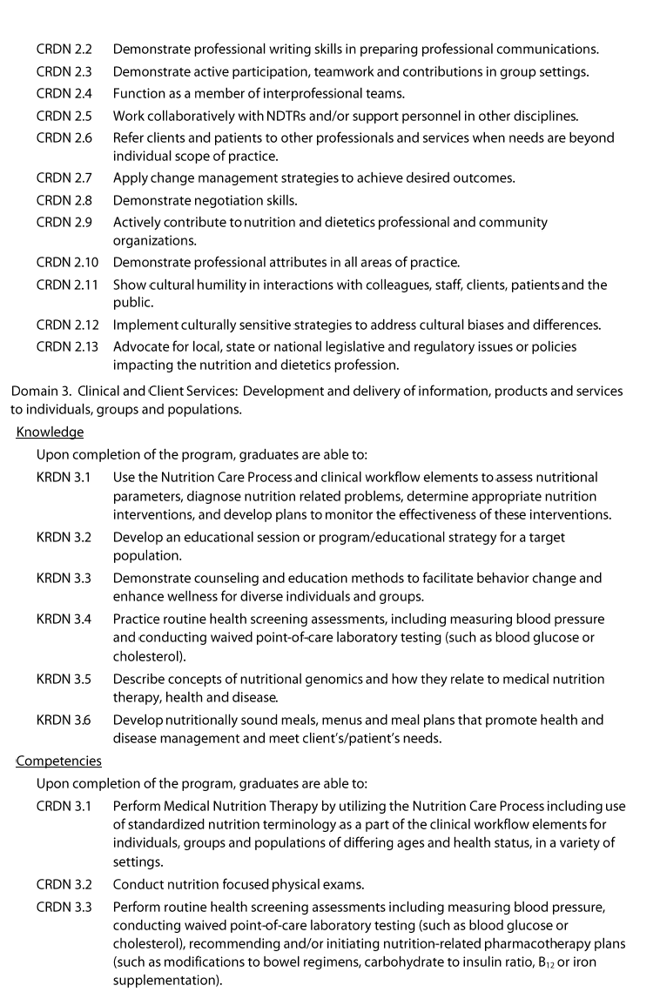 CRDN 2.2 Demonstrate professional writing skills in preparing professional communications.
CRDN 2.3 Demonstrate active participation, teamwork and contributions in group settings.
CRDN 2.4 Function as a member of interprofessional teams.
CRDN 2.5 Work collaboratively with NDTRs and/or support personnel in other disciplines.
CRDN 2.6 Refer clients and patients to other professionals and services when needs are beyond
individual scope of practice.
CRDN 2.7 Apply change management strategies to achieve desired outcomes.
CRDN 2.8 Demonstrate negotiation skills.
CRDN 2.9 Actively contribute to nutrition and dietetics professional and community
organizations.
CRDN 2.10 Demonstrate professional attributes in all areas of practice.
CRDN 2.11 Show cultural humility in interactions with colleagues, staff, clients, patients and the
public.
CRDN 2.12 Implement culturally sensitive strategies to address cultural biases and differences.
CRDN 2.13 Advocate for local, state or national legislative and regulatory issues or policies
impacting the nutrition and dietetics profession.
Domain 3. Clinical and Client Services: Development and delivery of information, products and services
to individuals, groups and populations.
Knowledge
Upon completion of the program, graduates are able to:
KRDN 3.1 Use the Nutrition Care Process and clinical workflow elements to assess nutritional
parameters, diagnose nutrition related problems, determine appropriate nutrition
interventions, and develop plans to monitor the effectiveness of these interventions.
KRDN 3.2 Develop an educational session or program/educational strategy for a target
population.
KRDN 3.3 Demonstrate counseling and education methods to facilitate behavior change and
enhance wellness for diverse individuals and groups.
KRDN 3.4 Practice routine health screening assessments, including measuring blood pressure
and conducting waived point-of-care laboratory testing (such as blood glucose or
cholesterol).
KRDN 3.5 Describe concepts of nutritional genomics and how they relate to medical nutrition
therapy, health and disease.
KRDN 3.6 Develop nutritionally sound meals, menus and meal plans that promote health and
disease management and meet client's/patient's needs.
Competencies
Upon completion of the program, graduates are able to:
CRDN 3.1 Perform Medical Nutrition Therapy by utilizing the Nutrition Care Process including use
of standardized nutrition terminology as a part of the clinical workflow elements for
individuals, groups and populations of differing ages and health status, in a variety of
settings.
CRDN 3.2 Conduct nutrition focused physical exams.
CRDN 3.3 Perform routine health screening assessments including measuring blood pressure,
conducting waived point-of-care laboratory testing (such as blood glucose or
cholesterol), recommending and/or initiating nutrition-related pharmacotherapy plans
(such as modifications to bowel regimens, carbohydrate to insulin ratio, B₁₂ or iron
supplementation).